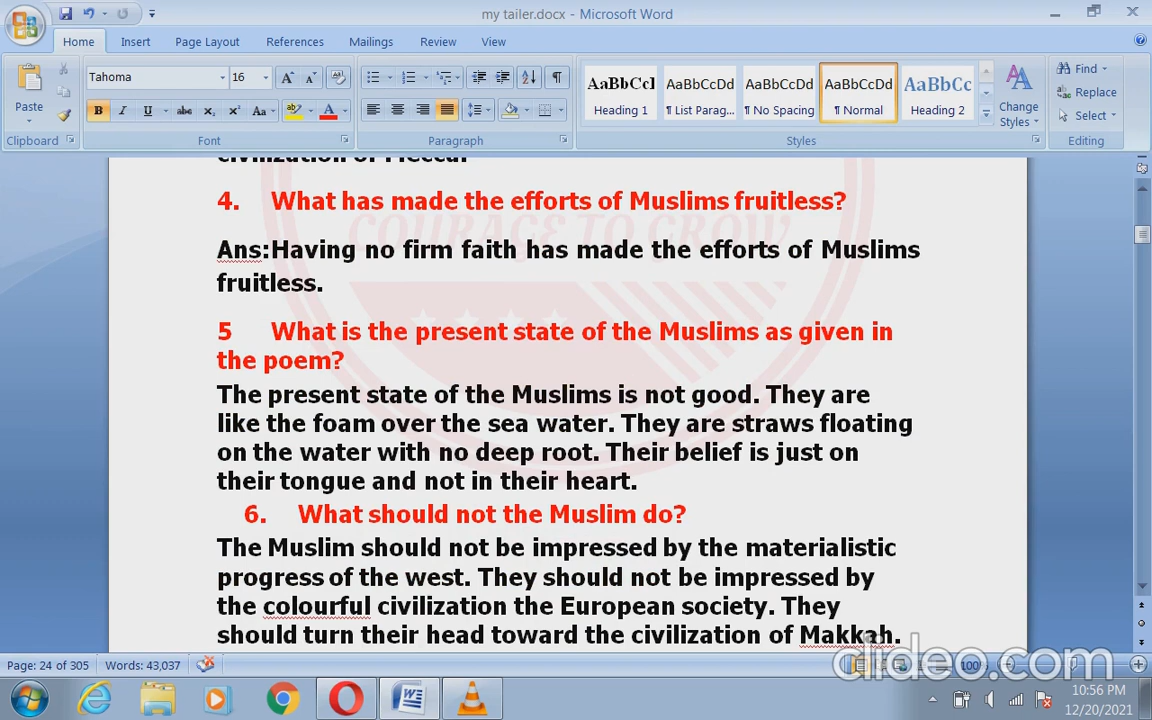 my tailer.docx - Microsoft Word
Home Insert Page Layout References Mailings Review View
Tahoma 16 Find
AaBbCcI AaBbCcDd AaBbCcDd AaBbCcDd AaBbCc
Paste Replace
Heading 1 ¶ List Parag... ¶ No Spacing ¶ Normal Heading 2 Change Styles Select
Clipboard Font Paragraph Styles Editing
civilization of Mecca.
COURAGE TO GROW
4. What has made the efforts of Muslims fruitless?
Ans:Having no firm faith has made the efforts of Muslims
fruitless.
5 What is the present state of the Muslims as given in
the poem?
The present state of the Muslims is not good. They are
like the foam over the sea water. They are straws floating
on the water with no deep root. Their belief is just on
their tongue and not in their heart.
6. What should not the Muslim do?
The Muslim should not be impressed by the materialistic
progress of the west. They should not be impressed by
the colourful civilization the European society. They
should turn their head toward the civilization of Makkah.
clideo.com
Page: 24 of 305 Words: 43,037 100%
10:56 PM
12/20/2021